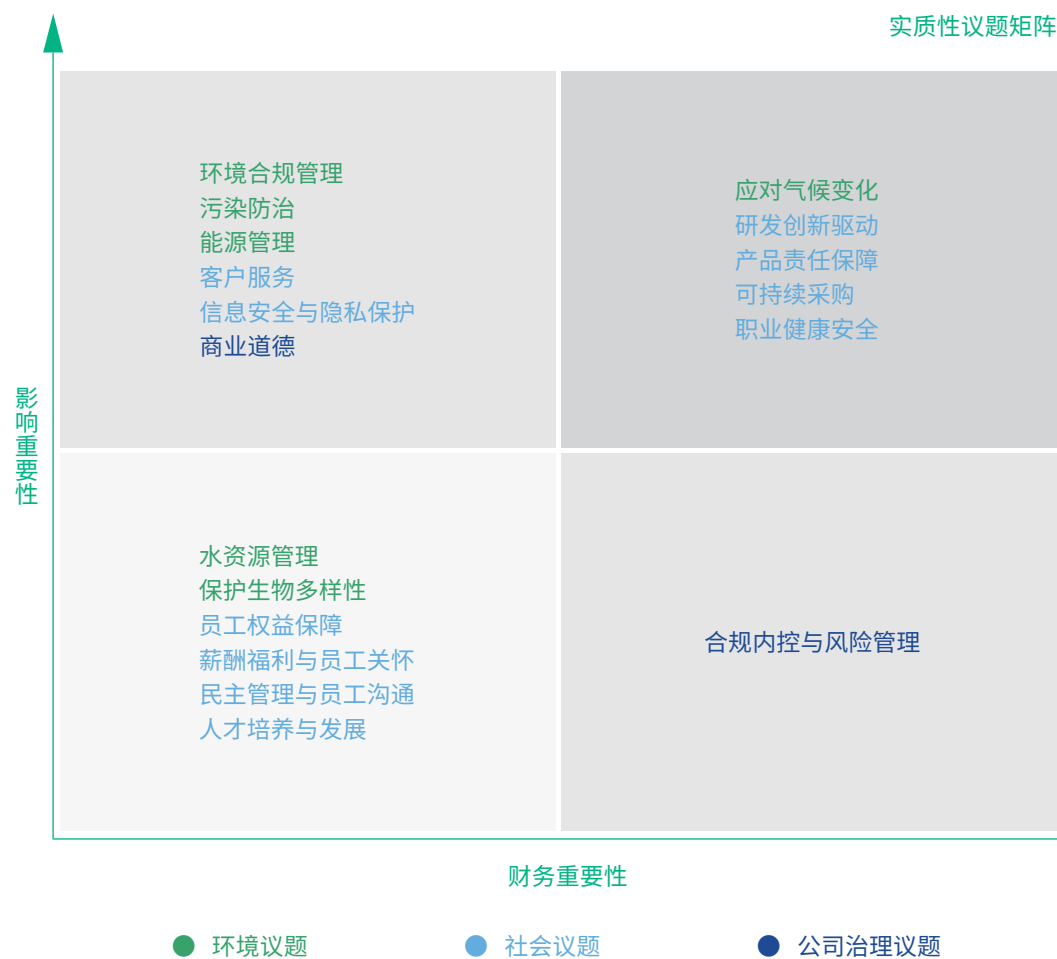 实质性议题矩阵
环境合规管理
污染防治
能源管理
客户服务
信息安全与隐私保护
商业道德
应对气候变化
研发创新驱动
产品责任保障
可持续采购
职业健康安全
影响重要性
水资源管理
保护生物多样性
员工权益保障
薪酬福利与员工关怀
民主管理与员工沟通
人才培养与发展
合规内控与风险管理
财务重要性
环境议题
社会议题
公司治理议题